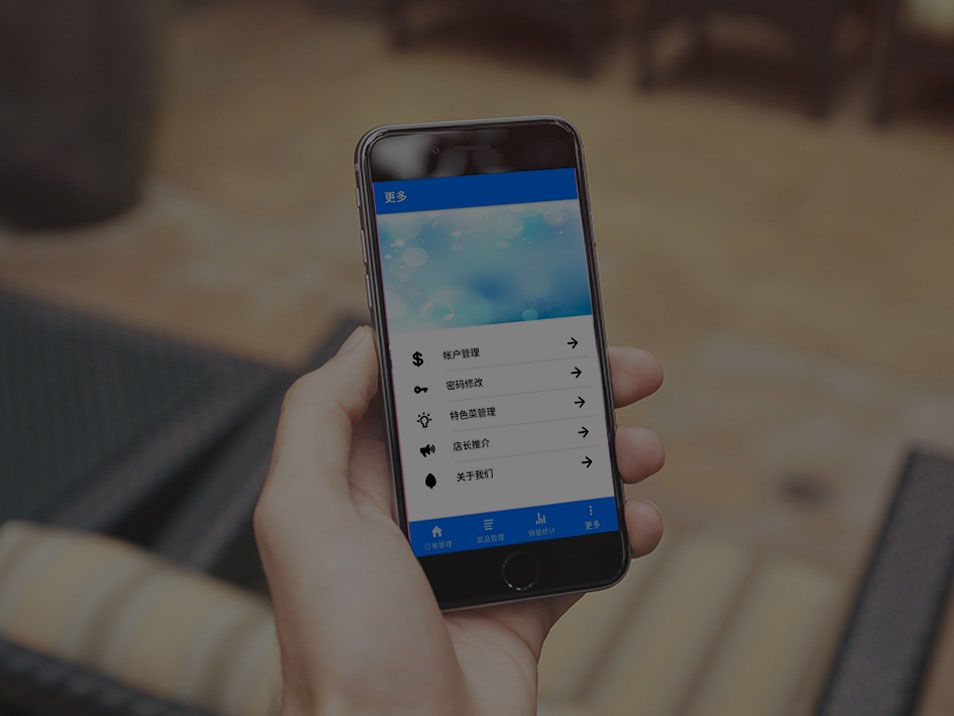 更多
帐户管理
密码修改
特色菜管理
店长推介
关于我们
订单管理
菜品管理
销量统计
更多